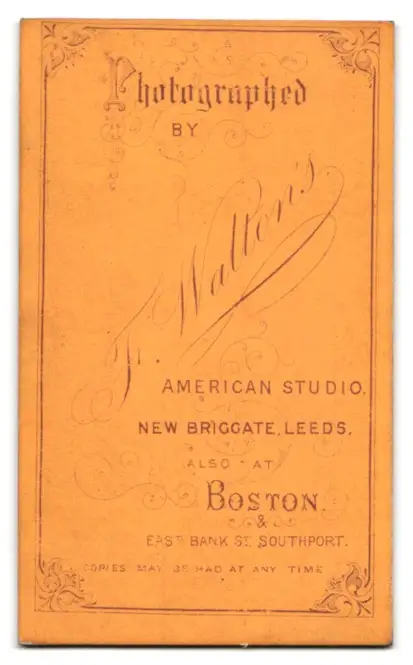 Photographed
BY
F. Walton's
AMERICAN STUDIO,
NEW BRIGGATE, LEEDS,
ALSO AT
BOSTON.
&
EAST BANK ST. SOUTHPORT.
COPIES MAY BE HAD AT ANY TIME